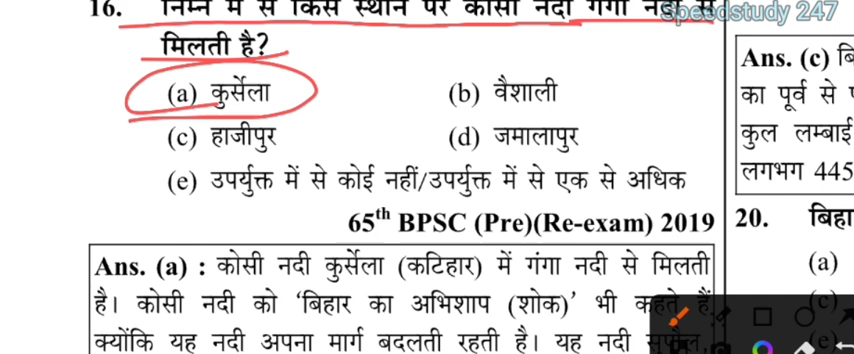 16. निम्न में से किस स्थान पर कोसी नदी गंगा नदी से
मिलती है?
(a) कुर्सेला (b) वैशाली
(c) हाजीपुर (d) जमालापुर
(e) उपर्युक्त में से कोई नहीं/उपर्युक्त में से एक से अधिक
65th BPSC (Pre)(Re-exam) 2019
Ans. (a) : कोसी नदी कुर्सेला (कटिहार) में गंगा नदी से मिलती
है। कोसी नदी को ‘बिहार का अभिशाप (शोक)’ भी कहते हैं
क्योंकि यह नदी अपना मार्ग बदलती रहती है। यह नदी
Speedstudy 247
Ans. (c)
का पूर्व से
कुल लम्बाई
लगभग 445
20. बिहा
(a)
(c)
(e)